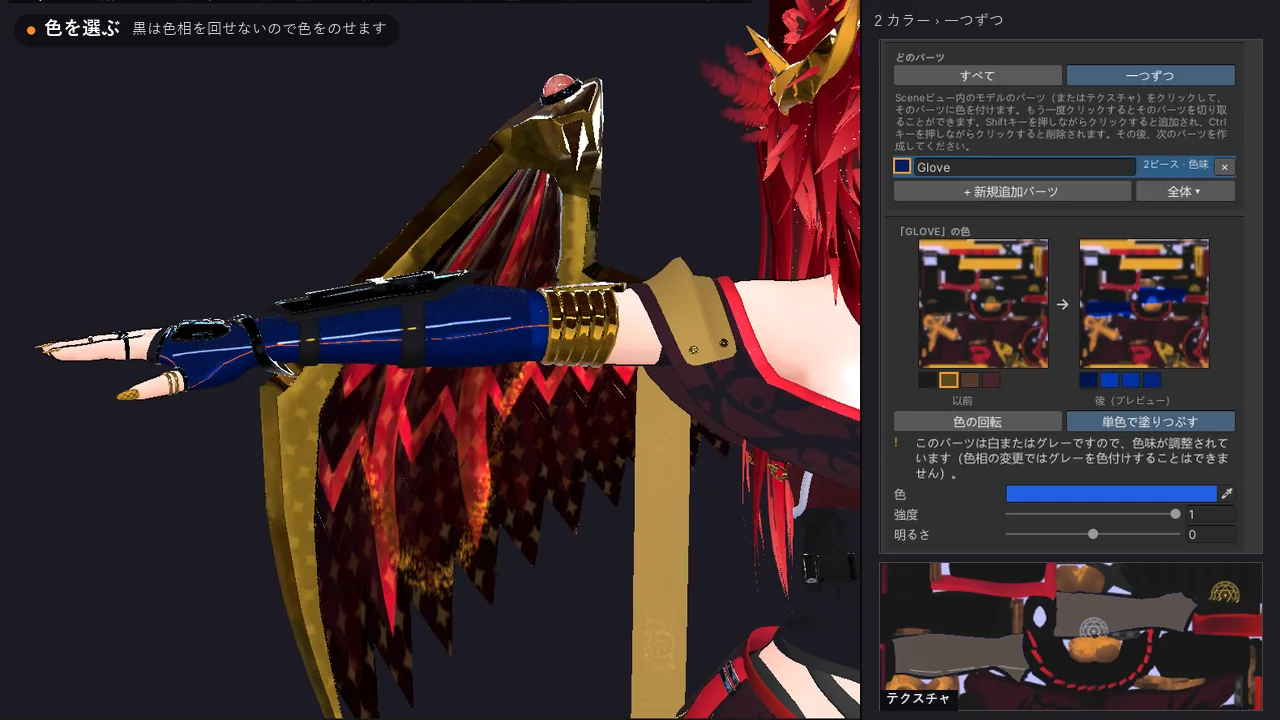 色を選ぶ 黒は色相を回せないので色をのせます
2 カラー › 一つずつ
どのパーツ
すべて 一つずつ
Sceneビュー内のモデルのパーツ（またはテクスチャ）をクリックして、
そのパーツに色を付けます。もう一度クリックするとそのパーツを切り取
ることができます。Shiftキーを押しながらクリックすると追加され、Ctrl
キーを押しながらクリックすると削除されます。その後、次のパーツを作
成してください。
Glove 2ピース · 色味 ×
+ 新規追加パーツ 全体 ▾
「GLOVE」の色
→
以前 後（プレビュー）
色の回転 単色で塗りつぶす
! このパーツは白またはグレーですので、色味が調整されて
います（色相の変更ではグレーを色付けすることはできま
せん）。
色
強度 1
明るさ 0
テクスチャ